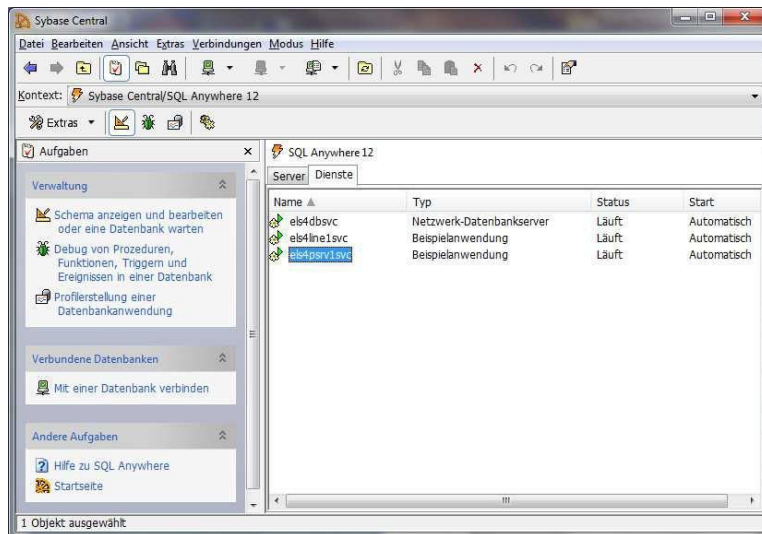 Sybase Central
Datei Bearbeiten Ansicht Extras Verbindungen Modus Hilfe
Kontext: Sybase Central/SQL Anywhere 12
Extras
Aufgaben
Verwaltung
Schema anzeigen und bearbeiten
oder eine Datenbank warten
Debug von Prozeduren,
Funktionen, Triggern und
Ereignissen in einer Datenbank
Profilerstellung einer
Datenbankanwendung
Verbundene Datenbanken
Mit einer Datenbank verbinden
Andere Aufgaben
Hilfe zu SQL Anywhere
Startseite
SQL Anywhere 12
Server Dienste
Name Typ Status Start
els4dbsvc Netzwerk-Datenbankserver Läuft Automatisch
els4line1svc Beispielanwendung Läuft Automatisch
els4psrv1svc Beispielanwendung Läuft Automatisch
1 Objekt ausgewählt